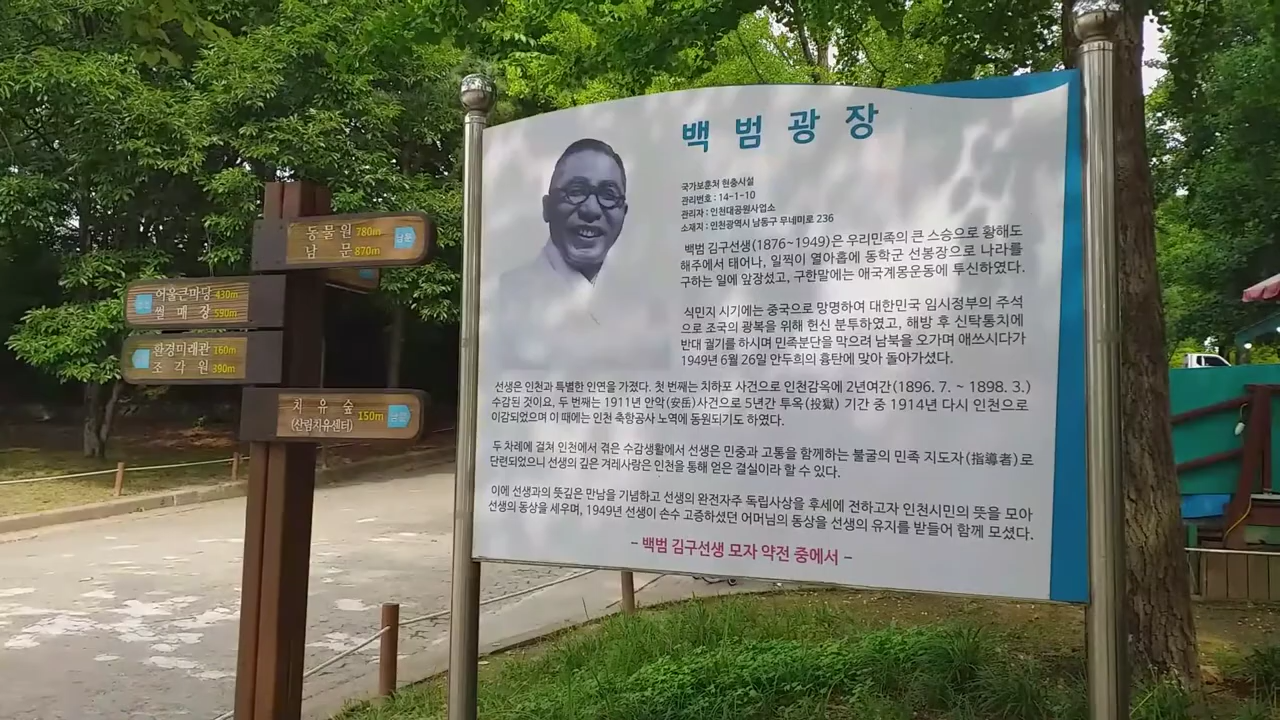 동물원 780m
남문 870m
남문
어울큰마당 430m
썰매장 590m
환경미래관 160m
조각원 390m
치유숲 150m
(산림치유센터)
남문
백범광장
국가보훈처 현충시설
관리번호 : 14-1-10
관리자 : 인천대공원사업소
소재지 : 인천광역시 남동구 무네미로 236
백범 김구선생(1876~1949)은 우리민족의 큰 스승으로 황해도
해주에서 태어나, 일찍이 열아홉에 동학군 선봉장으로 나라를
구하는 일에 앞장섰고, 구한말에는 애국계몽운동에 투신하였다.
식민지 시기에는 중국으로 망명하여 대한민국 임시정부의 주석
으로 조국의 광복을 위해 헌신 분투하였고, 해방 후 신탁통치에
반대 궐기를 하시며 민족분단을 막으려 남북을 오가며 애쓰시다가
1949년 6월 26일 안두희의 흉탄에 맞아 돌아가셨다.
선생은 인천과 특별한 인연을 가졌다. 첫 번째는 치하포 사건으로 인천감옥에 2년여간(1896. 7. ~ 1898. 3.)
수감된 것이요, 두 번째는 1911년 안악(安岳)사건으로 5년간 투옥(投獄) 기간 중 1914년 다시 인천으로
이감되었으며 이 때에는 인천 축항공사 노역에 동원되기도 하였다.
두 차례에 걸쳐 인천에서 겪은 수감생활에서 선생은 민중과 고통을 함께하는 불굴의 민족 지도자(指導者)로
단련되었으니 선생의 깊은 겨레사랑은 인천을 통해 얻은 결실이라 할 수 있다.
이에 선생과의 뜻깊은 만남을 기념하고 선생의 완전자주 독립사상을 후세에 전하고자 인천시민의 뜻을 모아
선생의 동상을 세우며, 1949년 선생이 손수 고증하셨던 어머님의 동상을 선생의 유지를 받들어 함께 모셨다.
- 백범 김구선생 모자 약전 중에서 -